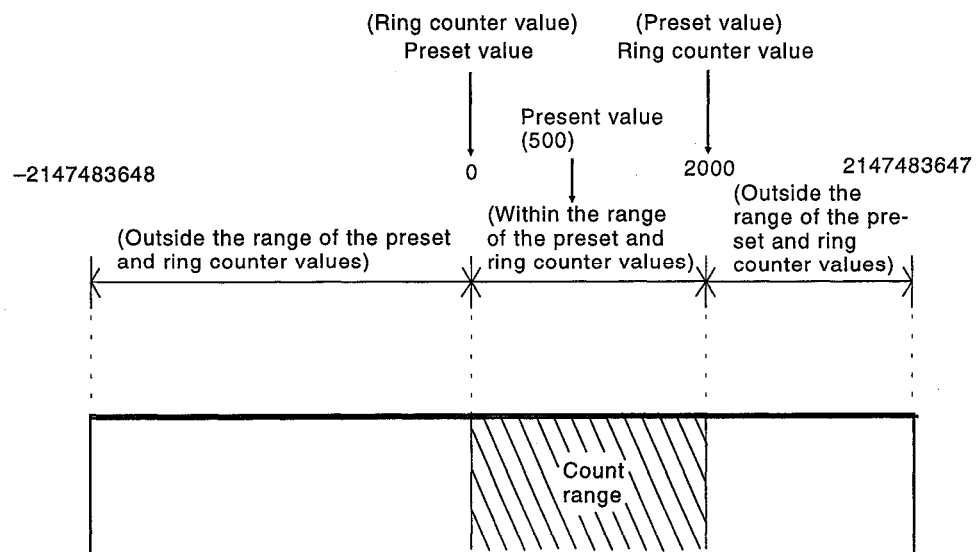 (Ring counter value)
Preset value
(Preset value)
Ring counter value
Present value
(500)
–2147483648
0
2000
2147483647
(Outside the range of the preset
and ring counter values)
(Within the range
of the preset and
ring counter values)
(Outside the
range of the pre-
set and ring
counter values)
Count
range